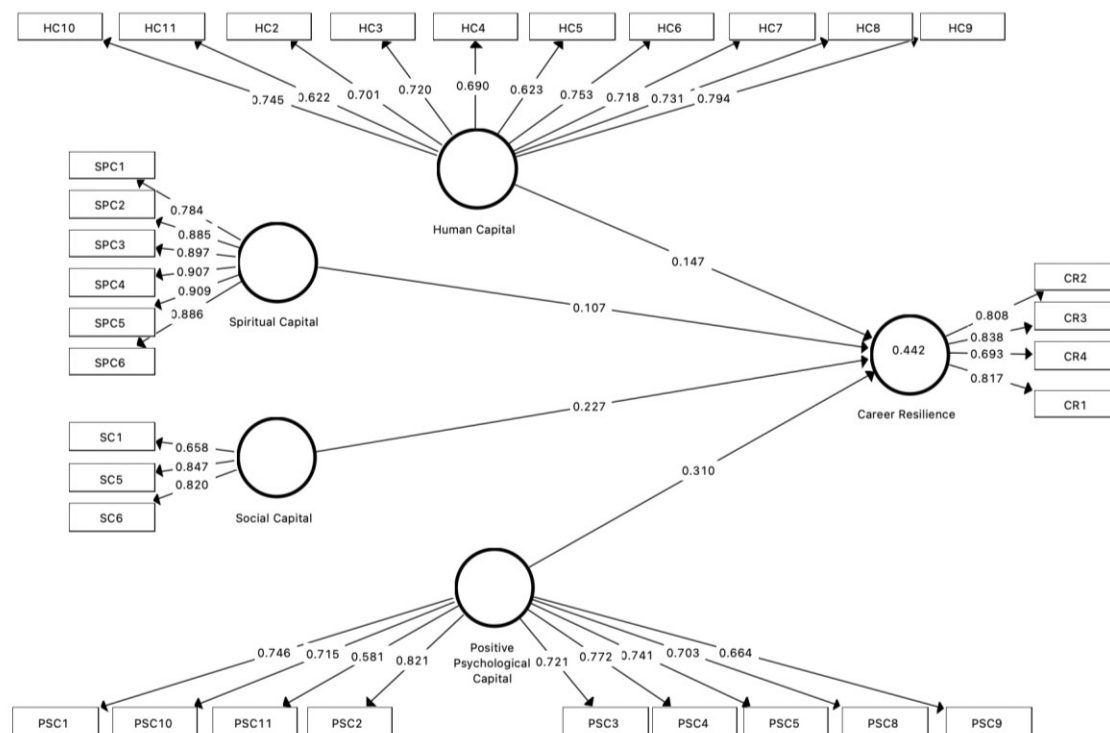 HC10 HC11 HC2 HC3 HC4 HC5 HC6 HC7 HC8 HC9
0.745 0.622 0.701 0.720 0.690 0.623 0.753 0.718 0.731 0.794
Human Capital
SPC1
SPC2
SPC3
SPC4
SPC5
SPC6
0.784
0.885
0.897
0.907
0.909
0.886
Spiritual Capital
0.147
0.107
0.227
0.310
SC1
SC5
SC6
0.658
0.847
0.820
Social Capital
0.442
Career Resilience
0.808
0.838
0.693
0.817
CR2
CR3
CR4
CR1
Positive
Psychological
Capital
0.746 0.715 0.581 0.821 0.721 0.772 0.741 0.703 0.664
PSC1 PSC10 PSC11 PSC2 PSC3 PSC4 PSC5 PSC8 PSC9